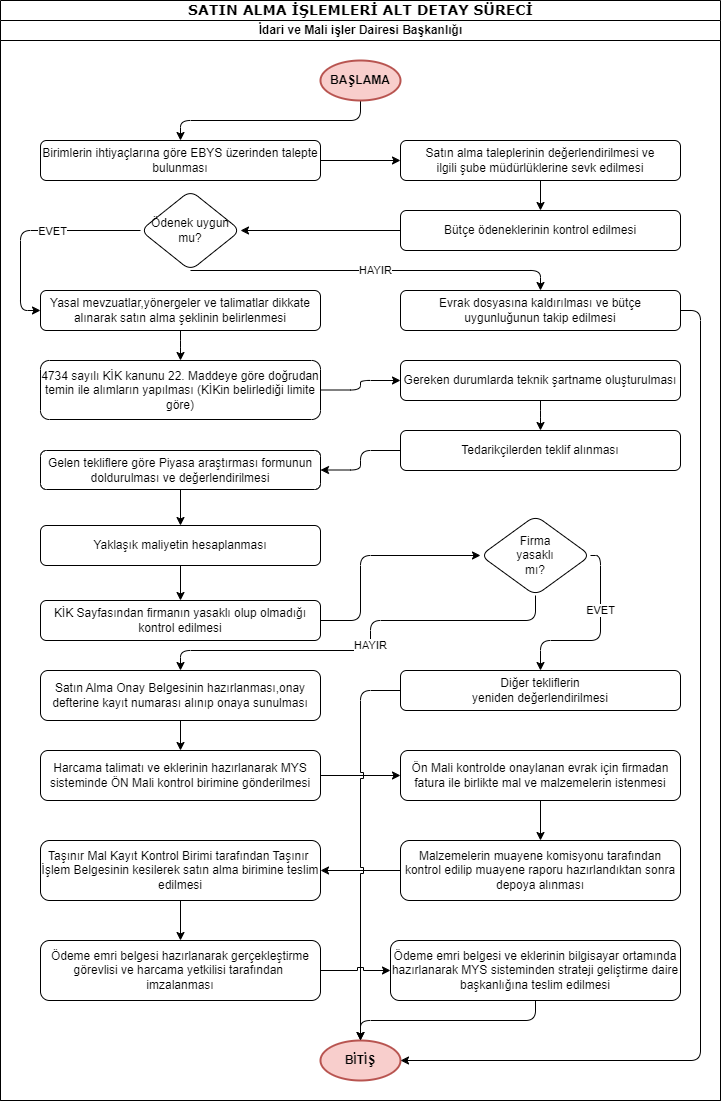 SATIN ALMA İŞLEMLERİ ALT DETAY SÜRECİ
İdari ve Mali işler Dairesi Başkanlığı
BAŞLAMA
Birimlerin ihtiyaçlarına göre EBYS üzerinden talepte
bulunması
Satın alma taleplerinin değerlendirilmesi ve
ilgili şube müdürlüklerine sevk edilmesi
Bütçe ödeneklerinin kontrol edilmesi
Ödenek uygun
mu?
EVET
HAYIR
Yasal mevzuatlar,yönergeler ve talimatlar dikkate
alınarak satın alma şeklinin belirlenmesi
Evrak dosyasına kaldırılması ve bütçe
uygunluğunun takip edilmesi
4734 sayılı KİK kanunu 22. Maddeye göre doğrudan
temin ile alımların yapılması (KİKin belirlediği limite
göre)
Gereken durumlarda teknik şartname oluşturulması
Tedarikçilerden teklif alınması
Gelen tekliflere göre Piyasa araştırması formunun
doldurulması ve değerlendirilmesi
Yaklaşık maliyetin hesaplanması
KİK Sayfasından firmanın yasaklı olup olmadığı
kontrol edilmesi
Firma
yasaklı
mı?
EVET
HAYIR
Satın Alma Onay Belgesinin hazırlanması,onay
defterine kayıt numarası alınıp onaya sunulması
Diğer tekliflerin
yeniden değerlendirilmesi
Harcama talimatı ve eklerinin hazırlanarak MYS
sisteminde ÖN Mali kontrol birimine gönderilmesi
Ön Mali kontrolde onaylanan evrak için firmadan
fatura ile birlikte mal ve malzemelerin istenmesi
Malzemelerin muayene komisyonu tarafından
kontrol edilip muayene raporu hazırlandıktan sonra
depoya alınması
Taşınır Mal Kayıt Kontrol Birimi tarafından Taşınır
İşlem Belgesinin kesilerek satın alma birimine teslim
edilmesi
Ödeme emri belgesi hazırlanarak gerçekleştirme
görevlisi ve harcama yetkilisi tarafından
imzalanması
Ödeme emri belgesi ve eklerinin bilgisayar ortamında
hazırlanarak MYS sisteminden strateji geliştirme daire
başkanlığına teslim edilmesi
BİTİŞ